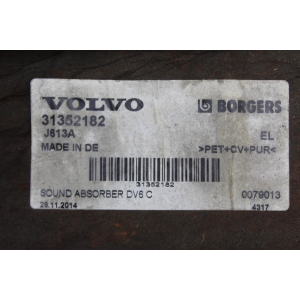 VOLVO BORGERS
31352182
J613A EL
MADE IN DE >PET+CV+PUR<
31352182
SOUND ABSORBER DV6 C 0079013
28.11.2014 4317